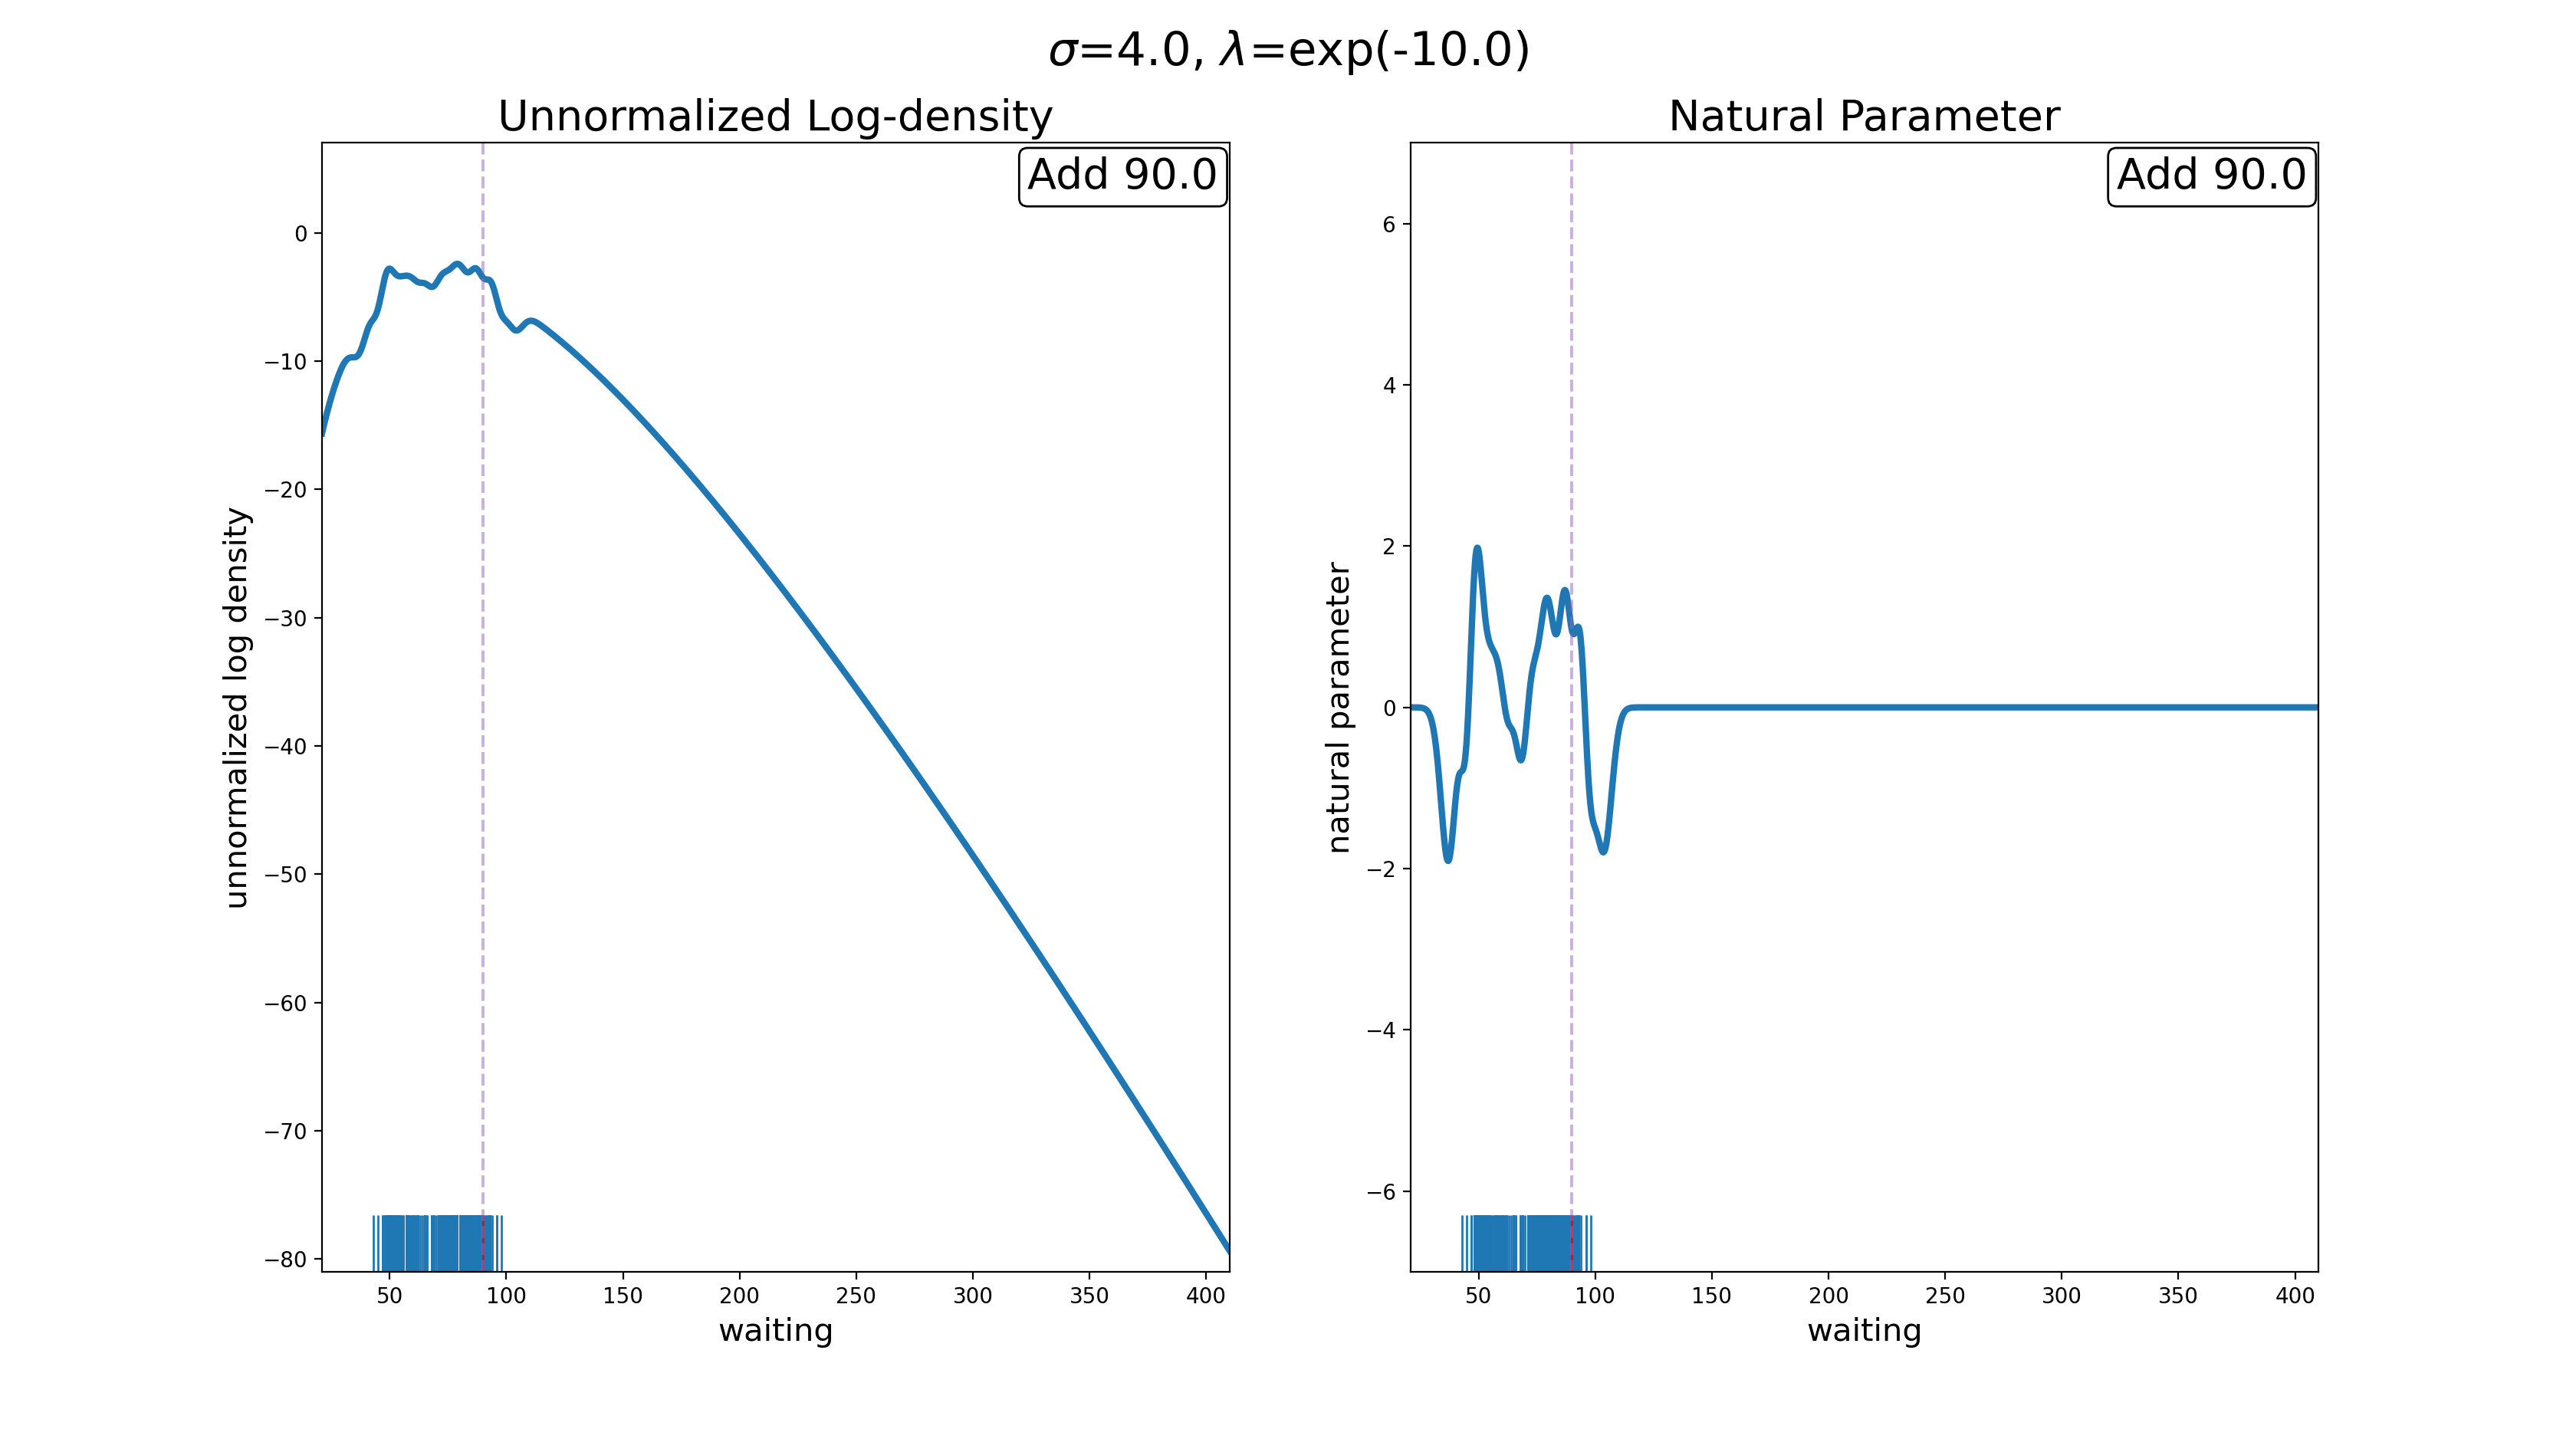 σ=4.0, λ=exp(-10.0)
Unnormalized Log-density
Add 90.0
unnormalized log density
0
−10
−20
−30
−40
−50
−60
−70
−80
50 100 150 200 250 300 350 400
waiting
Natural Parameter
Add 90.0
natural parameter
6
4
2
0
−2
−4
−6
50 100 150 200 250 300 350 400
waiting